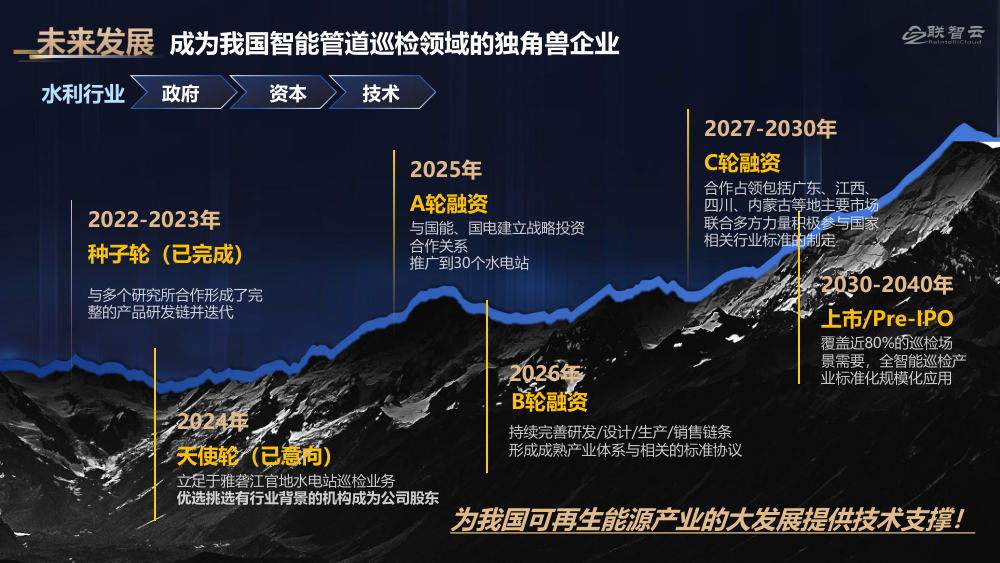 未来发展 成为我国智能管道巡检领域的独角兽企业
联智云
ReIntelliCloud
水利行业 政府 资本 技术
2022-2023年
种子轮（已完成）
与多个研究所合作形成了完
整的产品研发链并迭代
2024年
天使轮（已意向）
立足于雅砻江官地水电站巡检业务
优选挑选有行业背景的机构成为公司股东
2025年
A轮融资
与国能、国电建立战略投资
合作关系
推广到30个水电站
2026年
B轮融资
持续完善研发/设计/生产/销售链条
形成成熟产业体系与相关的标准协议
2027-2030年
C轮融资
合作占领包括广东、江西、
四川、内蒙古等地主要市场
联合多方力量积极参与国家
相关行业标准的制定
2030-2040年
上市/Pre-IPO
覆盖近80%的巡检场
景需要，全智能巡检产
业标准化规模化应用
为我国可再生能源产业的大发展提供技术支撑！